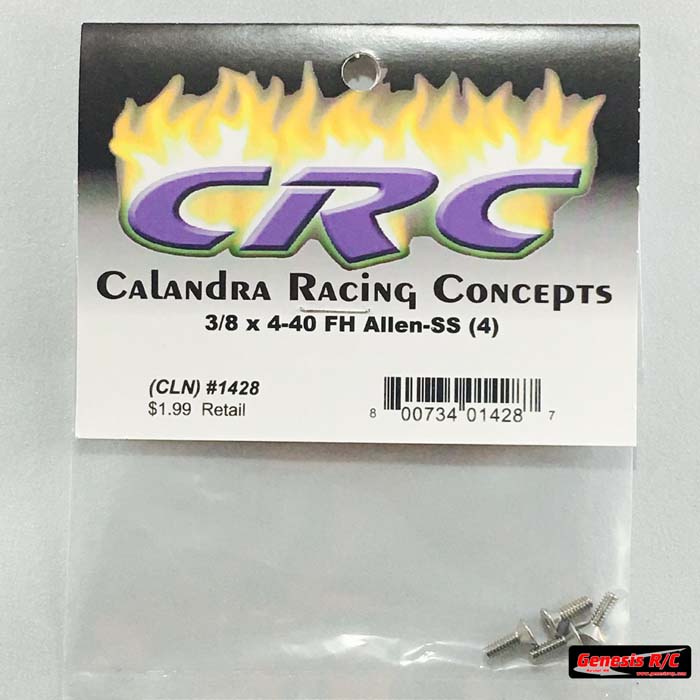 CRC
Calandra Racing Concepts
3/8 x 4-40 FH Allen-SS (4)
(CLN) #1428
$1.99 Retail
8 00734 01428 7
Genesis R/C